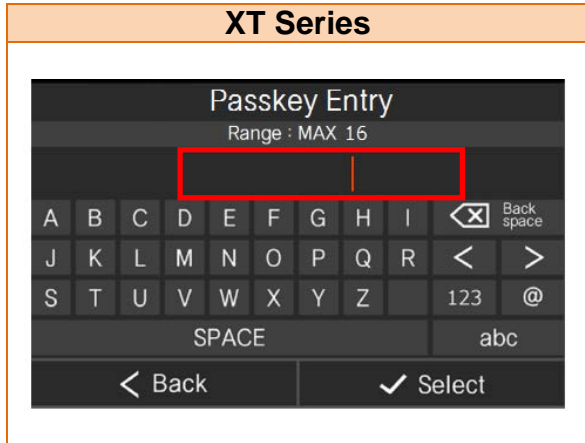 XT Series
Passkey Entry
Range : MAX 16
A B C D E F G H I Back space
J K L M N O P Q R < >
S T U V W X Y Z 123 @
SPACE abc
< Back ✓ Select